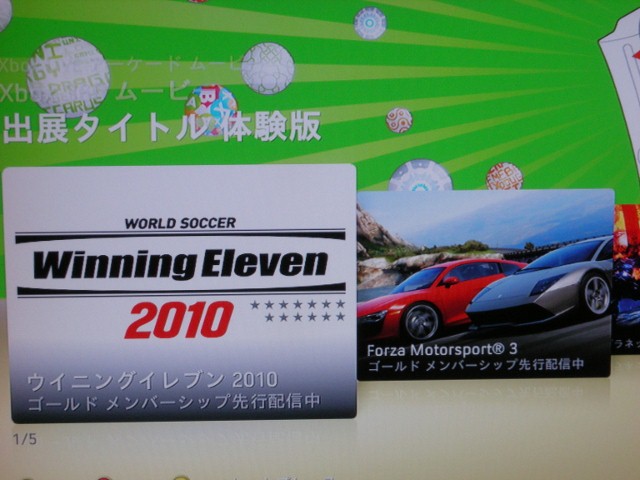 出展タイトル 体験版
WORLD SOCCER
Winning Eleven
2010
ウイニングイレブン 2010
ゴールド メンバーシップ先行配信中
1/5
Forza Motorsport® 3
ゴールド メンバーシップ先行配信中